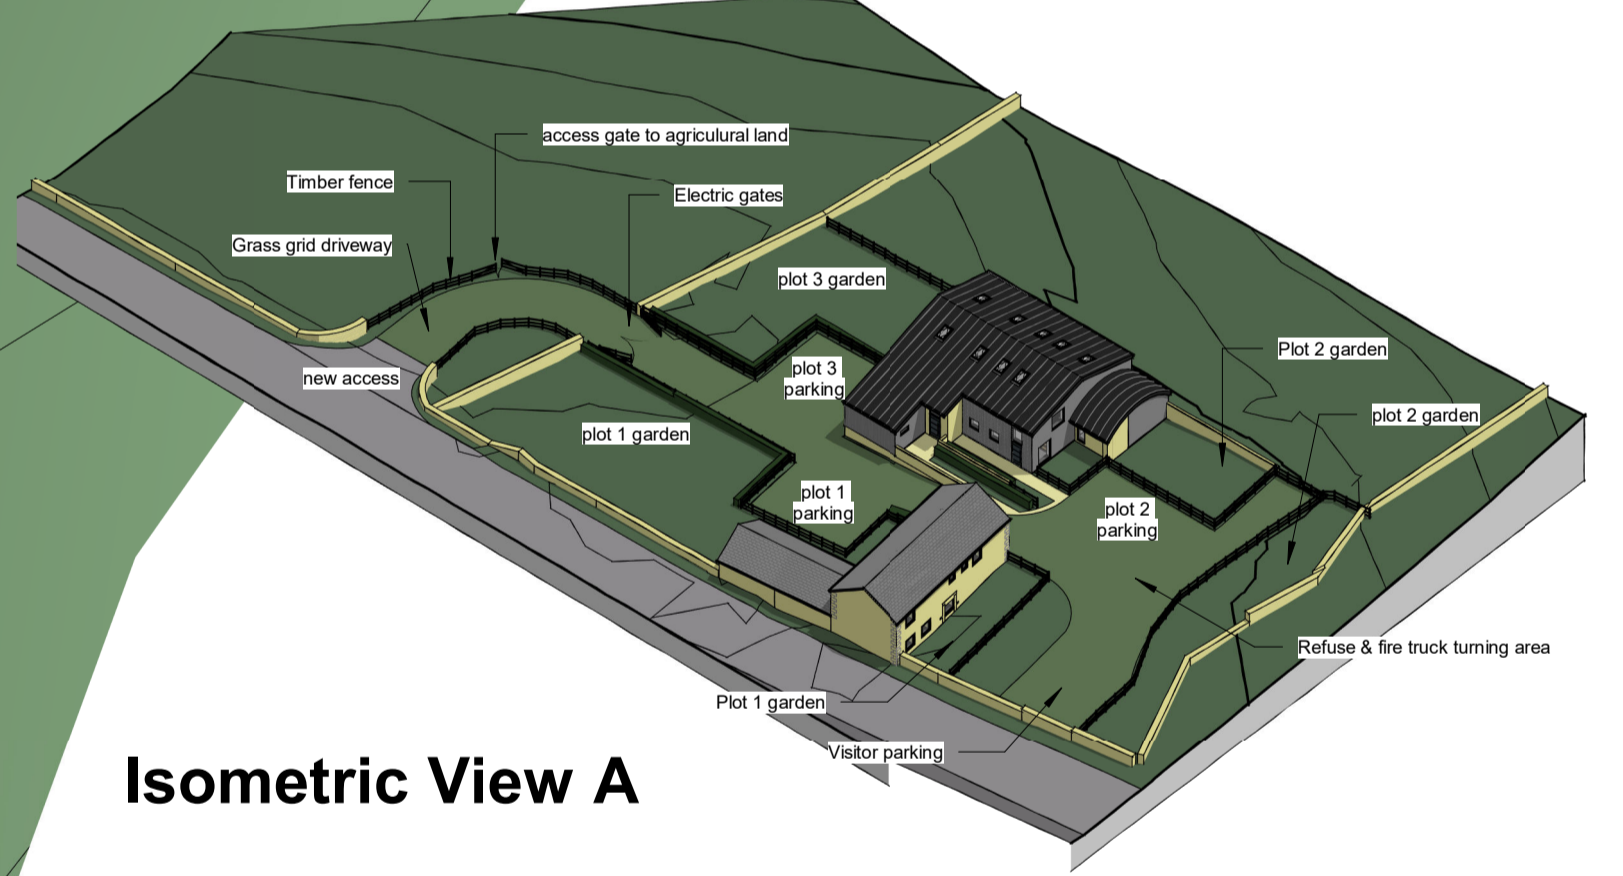 access gate to agriculural land
Timber fence
Electric gates
Grass grid driveway
plot 3 garden
new access
plot 3
parking
Plot 2 garden
plot 2 garden
plot 1 garden
plot 1
parking
plot 2
parking
Refuse & fire truck turning area
Plot 1 garden
Visitor parking
Isometric View A